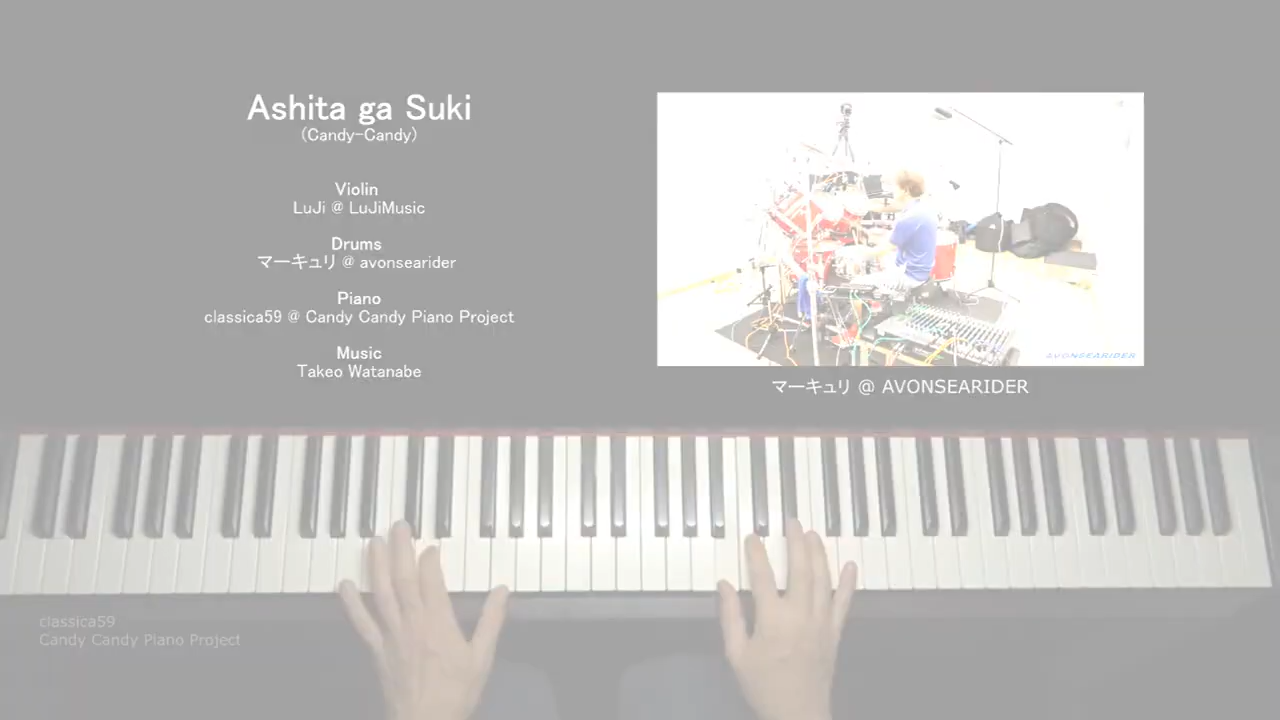 Ashita ga Suki
(Candy-Candy)
Violin
LuJi @ LuJiMusic
Drums
マーキュリ @ avonsearider
Piano
classica59 @ Candy Candy Piano Project
Music
Takeo Watanabe
AVONSEARIDER
マーキュリ @ AVONSEARIDER
classica59
Candy Candy Piano Project